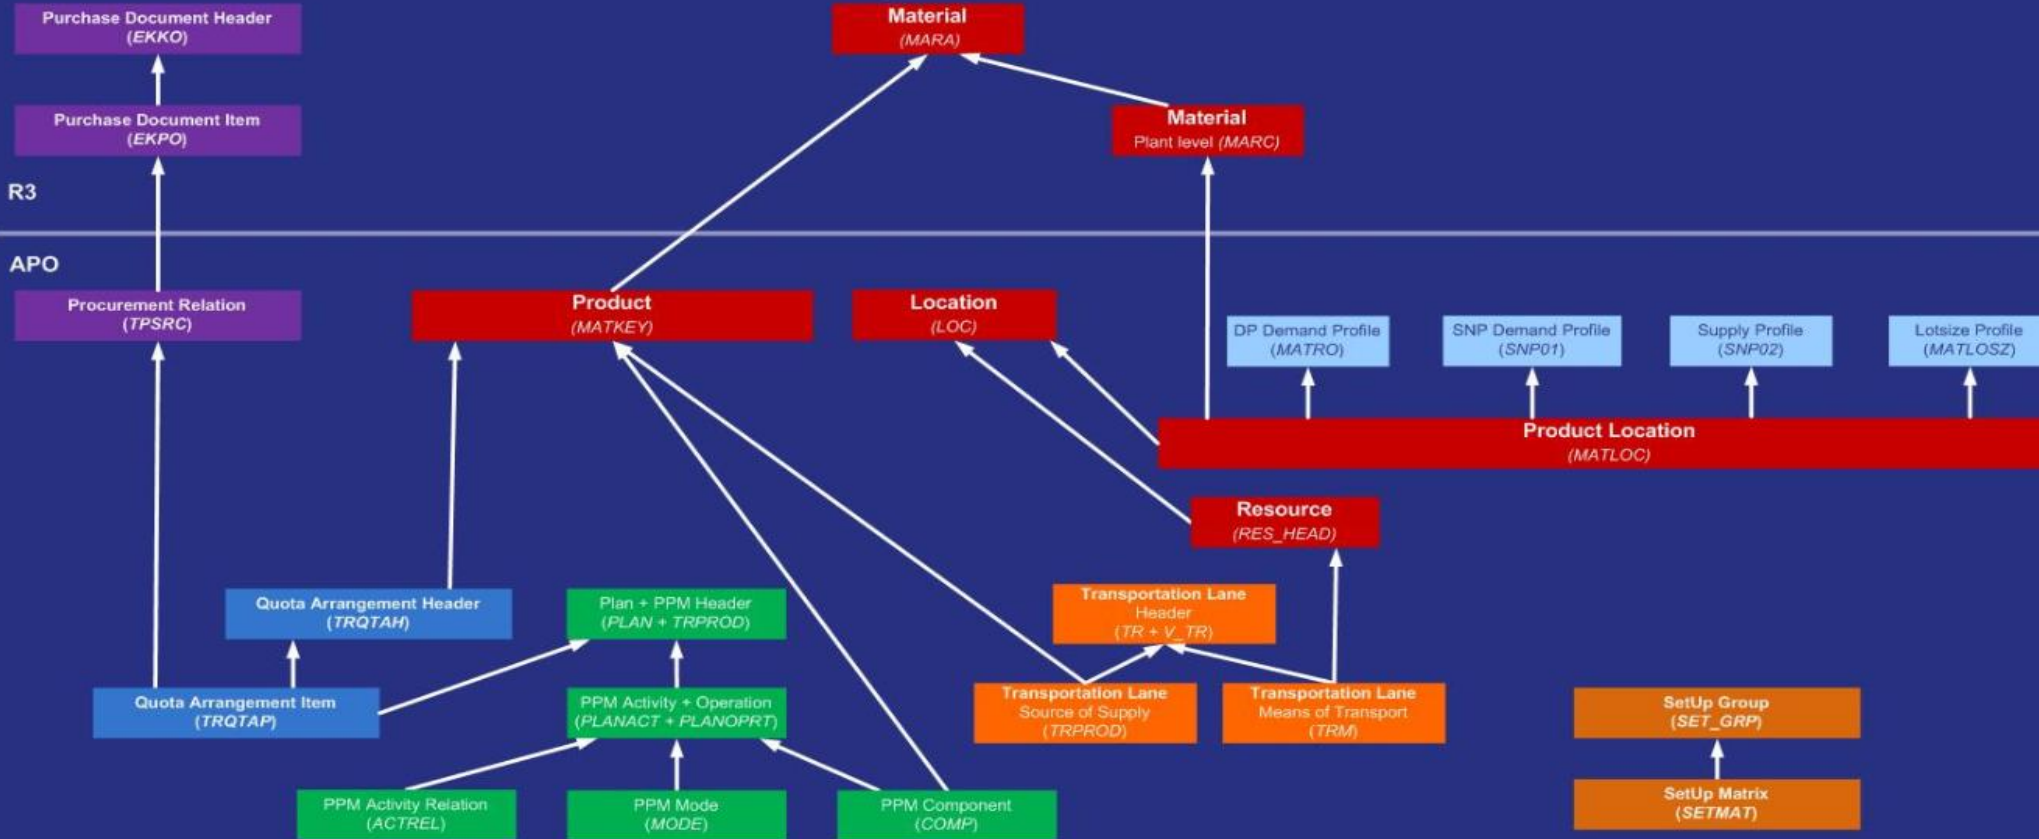 Purchase Document Header
(EKKO)
Material
(MARA)
Purchase Document Item
(EKPO)
Material
Plant level (MARC)
R3
APO
Procurement Relation
(TPSRC)
Product
(MATKEY)
Location
(LOC)
DP Demand Profile
(MATRO)
SNP Demand Profile
(SNP01)
Supply Profile
(SNP02)
Lotsize Profile
(MATLOSZ)
Product Location
(MATLOC)
Resource
(RES_HEAD)
Quota Arrangement Header
(TRQTAH)
Plan + PPM Header
(PLAN + TRPROD)
Transportation Lane
Header
(TR + V_TR)
Quota Arrangement Item
(TRQTAP)
PPM Activity + Operation
(PLANACT + PLANOPRT)
Transportation Lane
Source of Supply
(TRPROD)
Transportation Lane
Means of Transport
(TRM)
SetUp Group
(SET_GRP)
PPM Activity Relation
(ACTREL)
PPM Mode
(MODE)
PPM Component
(COMP)
SetUp Matrix
(SETMAT)